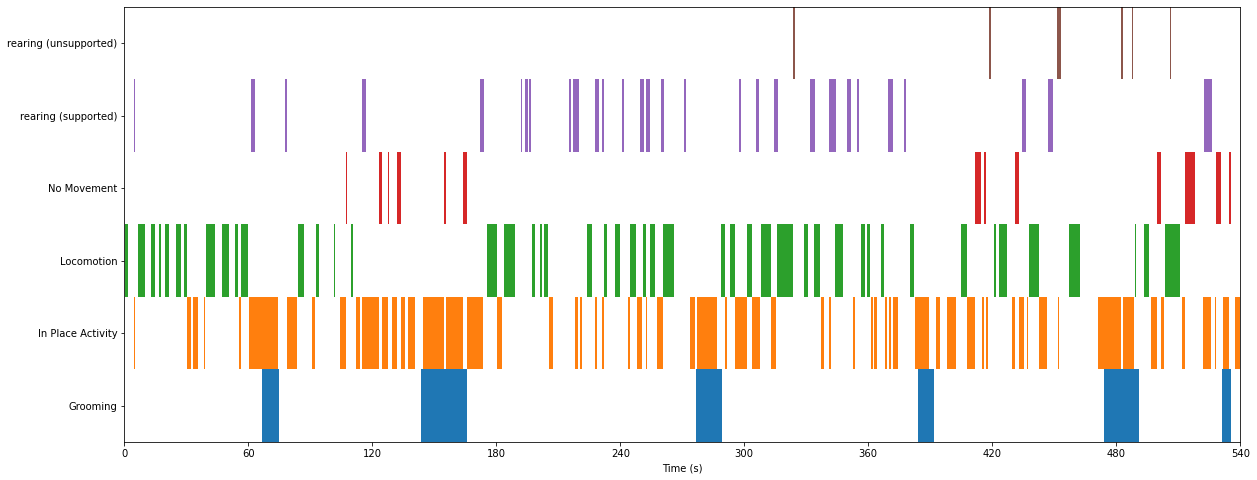 rearing (unsupported)
rearing (supported)
No Movement
Locomotion
In Place Activity
Grooming
0 60 120 180 240 300 360 420 480 540
Time (s)